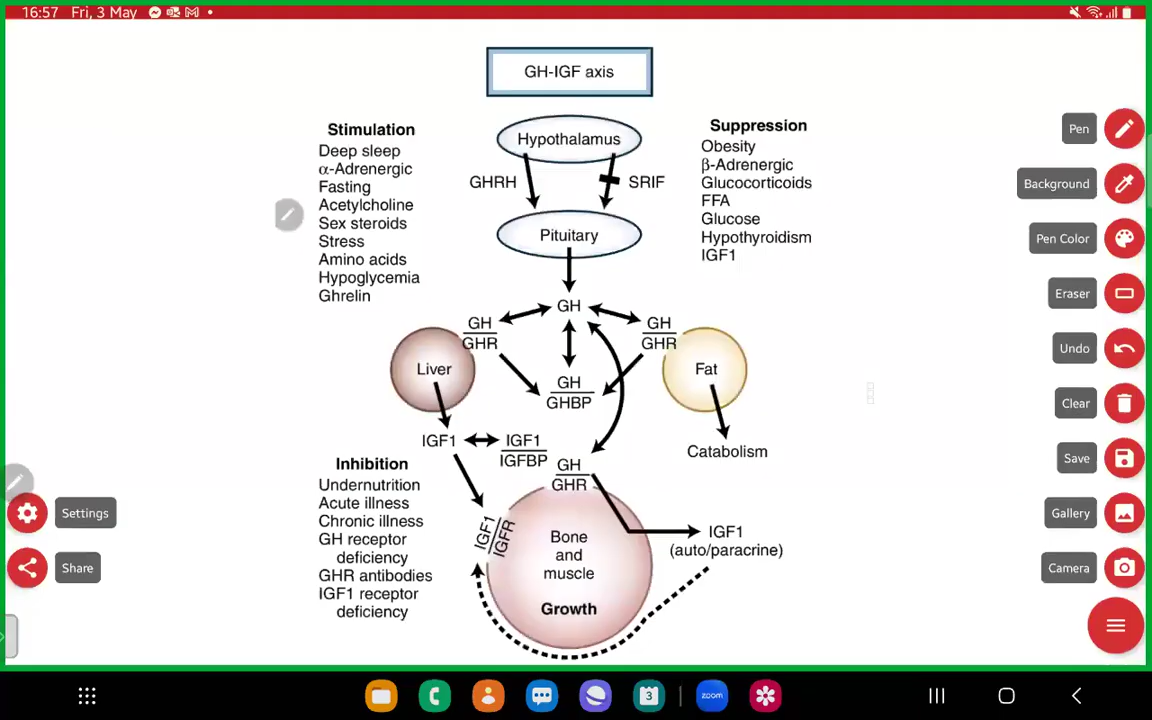 16:57 Fri, 3 May
GH-IGF axis
Stimulation
Deep sleep
α-Adrenergic
Fasting
Acetylcholine
Sex steroids
Stress
Amino acids
Hypoglycemia
Ghrelin
Hypothalamus
GHRH
SRIF
Pituitary
Suppression
Obesity
β-Adrenergic
Glucocorticoids
FFA
Glucose
Hypothyroidism
IGF1
GH
GH
GHR
GH
GHR
Liver
GH
GHBP
Fat
IGF1
IGF1
IGFBP
Catabolism
GH
GHR
Inhibition
Undernutrition
Acute illness
Chronic illness
GH receptor
deficiency
GHR antibodies
IGF1 receptor
deficiency
IGF1
IGFR
Bone
and
muscle
Growth
IGF1
(auto/paracrine)
Pen
Background
Pen Color
Eraser
Undo
Clear
Save
Gallery
Camera
Settings
Share
3
zoom